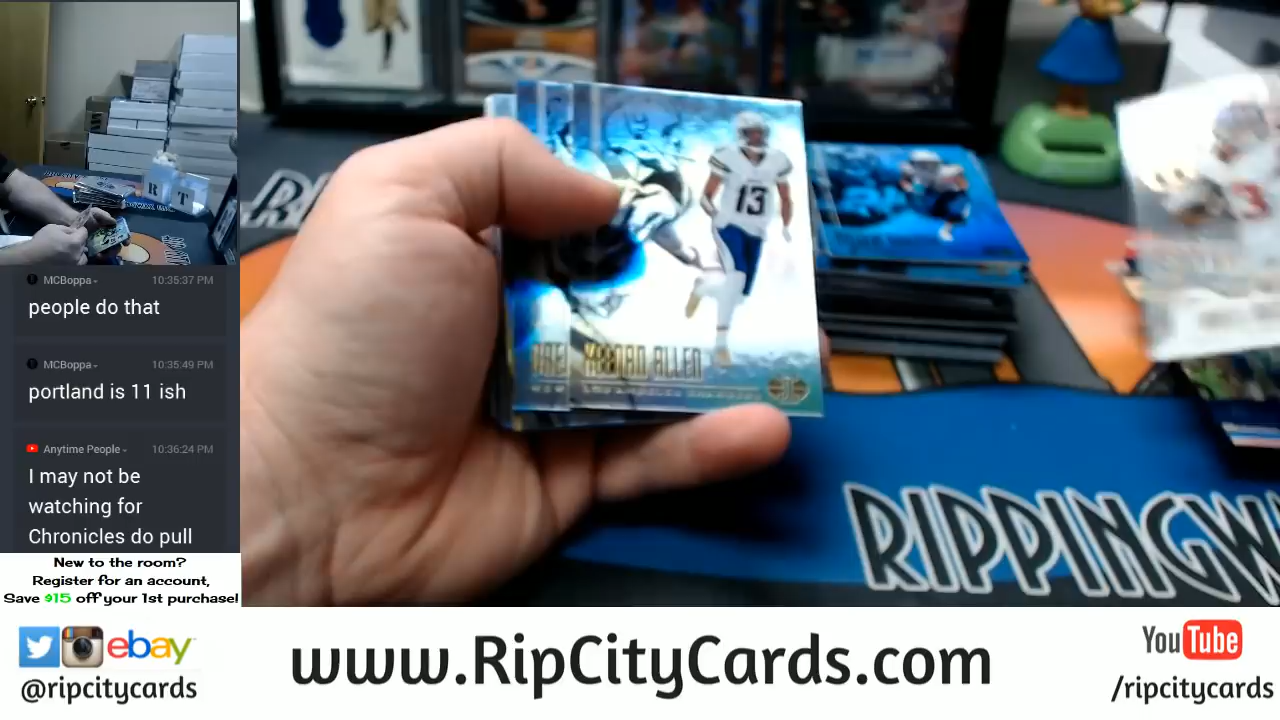 MCBoppa 10:35:37 PM
people do that
MCBoppa 10:35:49 PM
portland is 11 ish
Anytime People 10:36:24 PM
I may not be
watching for
Chronicles do pull
New to the room?
Register for an account,
Save $15 off your 1st purchase!
R T
13
KEENAN ALLEN
3
RIPPINGW
ebay
@ripcitycards
www.RipCityCards.com
YouTube
/ripcitycards